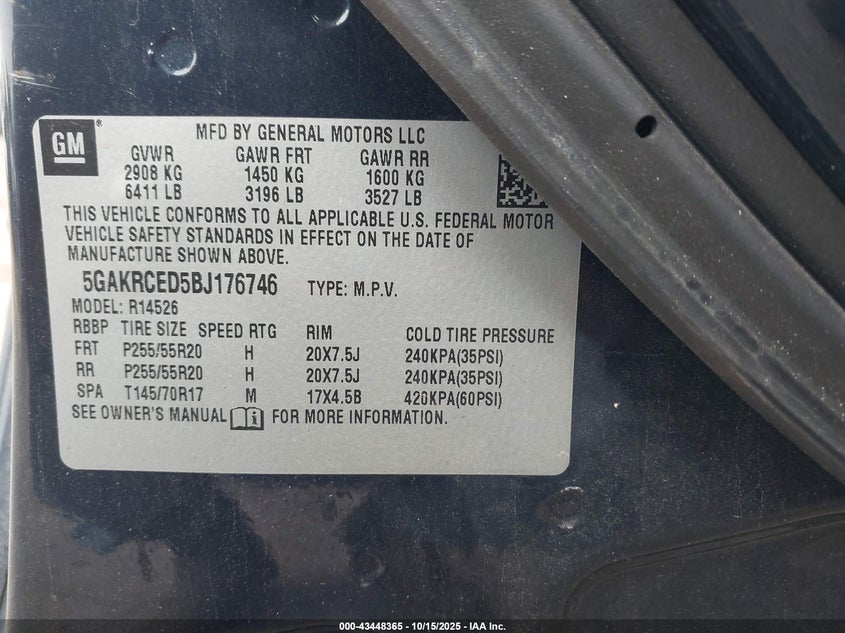 GM
MFD BY GENERAL MOTORS LLC
GVWR GAWR FRT GAWR RR
2908 KG 1450 KG 1600 KG
6411 LB 3196 LB 3527 LB
THIS VEHICLE CONFORMS TO ALL APPLICABLE U.S. FEDERAL MOTOR
VEHICLE SAFETY STANDARDS IN EFFECT ON THE DATE OF
MANUFACTURE SHOWN ABOVE.
5GAKRCED5BJ176746 TYPE: M.P.V.
MODEL: R14526
RBBP TIRE SIZE SPEED RTG RIM COLD TIRE PRESSURE
FRT P255/55R20 H 20X7.5J 240KPA(35PSI)
RR P255/55R20 H 20X7.5J 240KPA(35PSI)
SPA T145/70R17 M 17X4.5B 420KPA(60PSI)
SEE OWNER'S MANUAL FOR MORE INFORMATION.
000-43448365 - 10/15/2025 - IAA Inc.